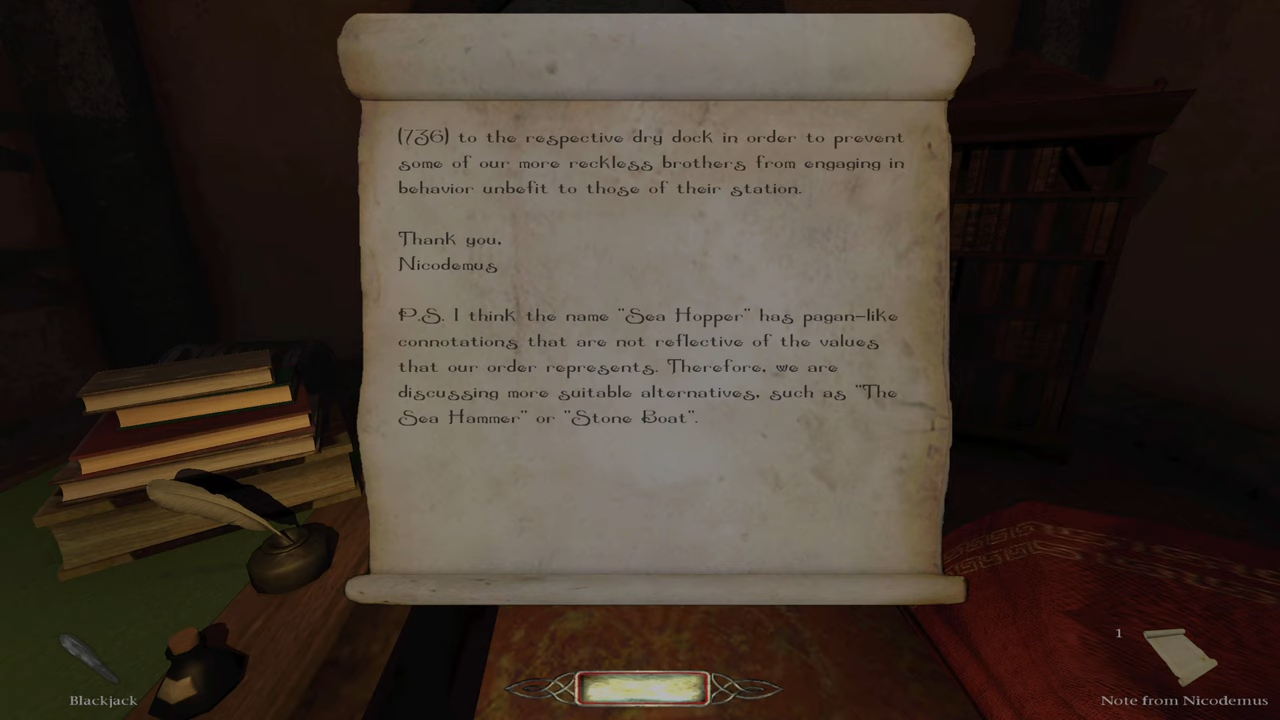 (736) to the respective dry dock in order to prevent
some of our more reckless brothers from engaging in
behavior unbefit to those of their station.
Thank you,
Nicodemus
P.S. I think the name "Sea Hopper" has pagan-like
connotations that are not reflective of the values
that our order represents. Therefore, we are
discussing more suitable alternatives, such as "The
Sea Hammer" or "Stone Boat".
1
Blackjack
Note from Nicodemus